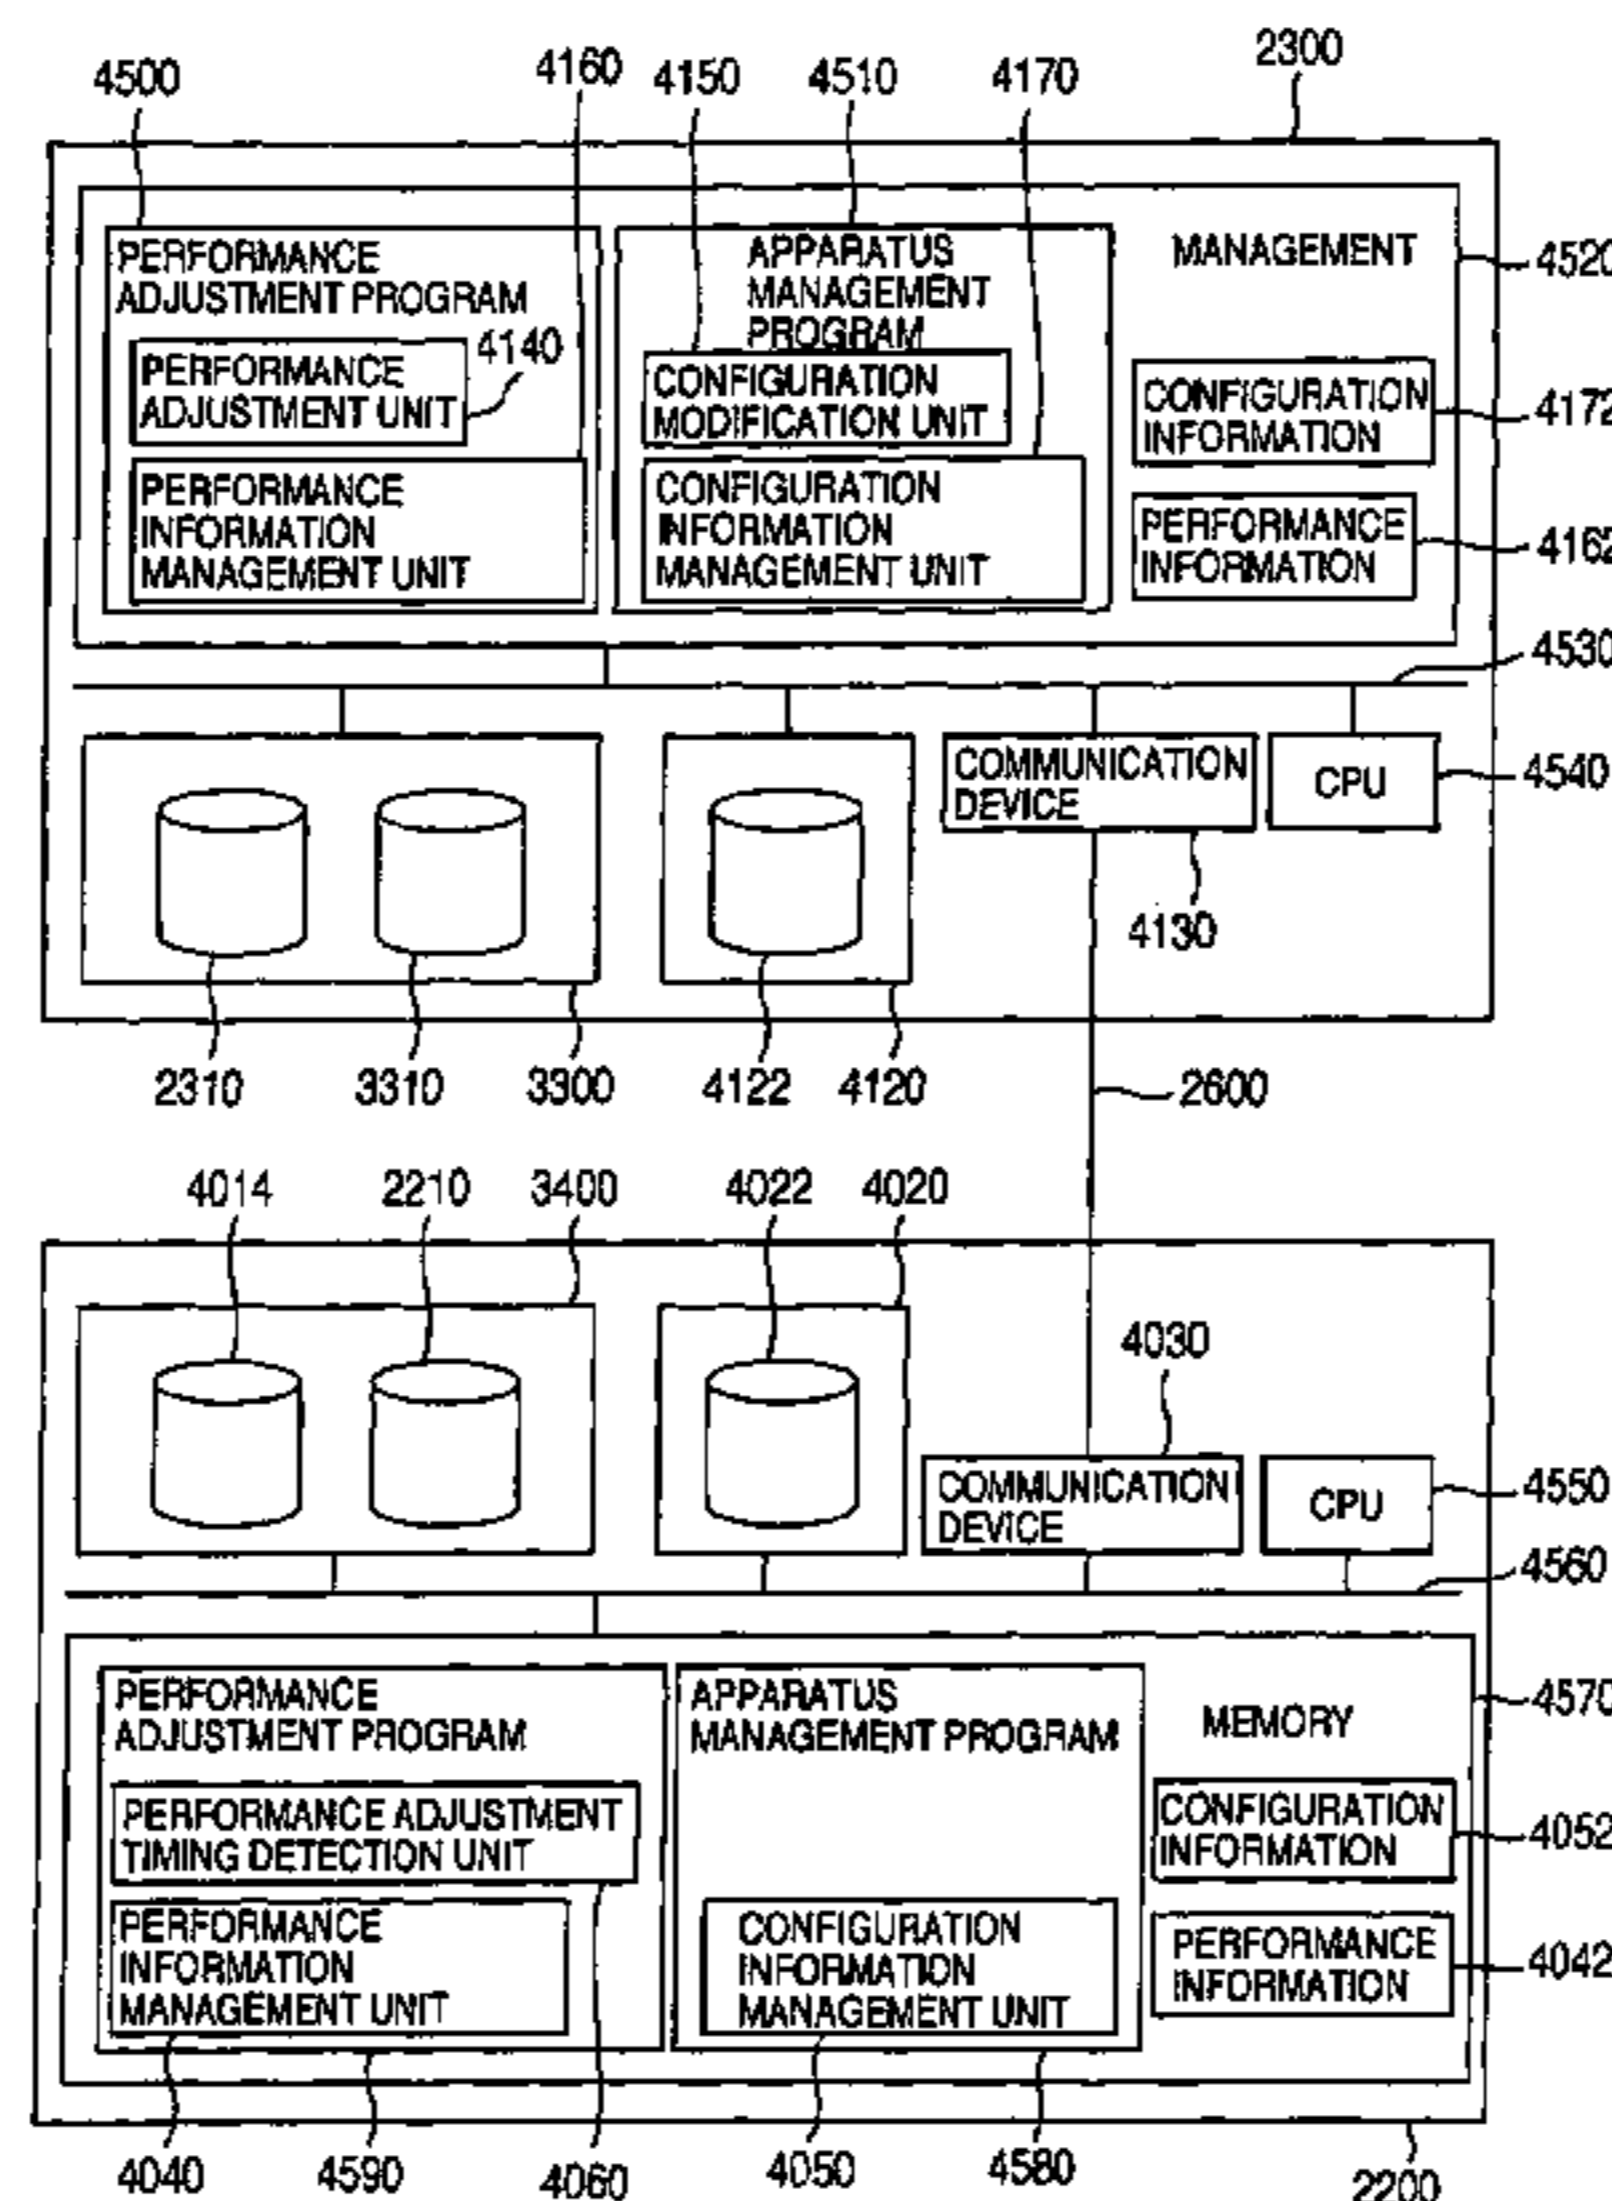 2300
4500
4160
4150
4510
4170
PERFORMANCE
ADJUSTMENT PROGRAM
APPARATUS
MANAGEMENT
PROGRAM
MANAGEMENT
4520
4140
PERFORMANCE
ADJUSTMENT UNIT
CONFIGURATION
MODIFICATION UNIT
CONFIGURATION
INFORMATION
4172
PERFORMANCE
INFORMATION
MANAGEMENT UNIT
CONFIGURATION
INFORMATION
MANAGEMENT UNIT
PERFORMANCE
INFORMATION
4162
4530
COMMUNICATION
DEVICE
CPU
4540
4130
2310
3310
3300
4122
4120
2600
4014
2210
3400
4022
4020
4030
COMMUNICATION
DEVICE
CPU
4550
4560
PERFORMANCE
ADJUSTMENT PROGRAM
APPARATUS
MANAGEMENT PROGRAM
MEMORY
4570
PERFORMANCE ADJUSTMENT
TIMING DETECTION UNIT
CONFIGURATION
INFORMATION
4052
PERFORMANCE
INFORMATION
MANAGEMENT UNIT
CONFIGURATION
INFORMATION
MANAGEMENT UNIT
PERFORMANCE
INFORMATION
4042
4040
4590
4060
4050
4580
2200